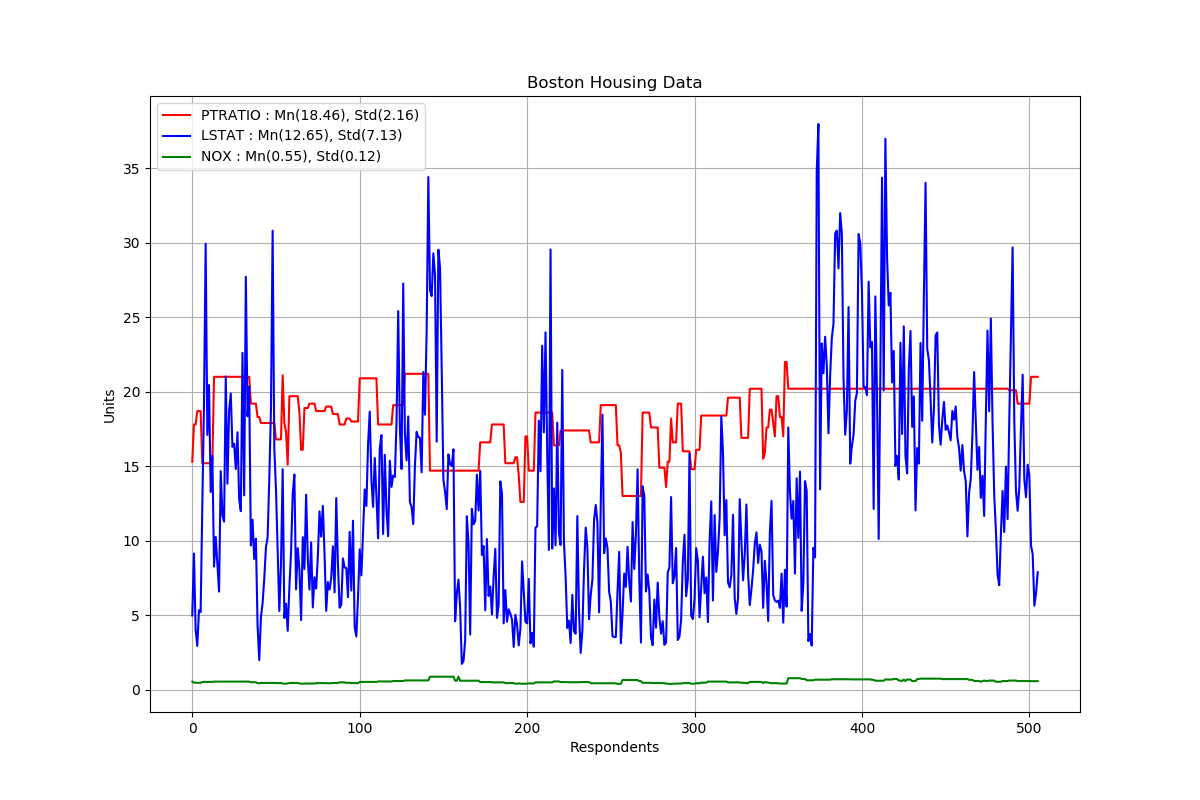 Boston Housing Data
PTRATIO : Mn(18.46), Std(2.16)
LSTAT : Mn(12.65), Std(7.13)
NOX : Mn(0.55), Std(0.12)
Units
35
30
25
20
15
10
5
0
0 100 200 300 400 500
Respondents